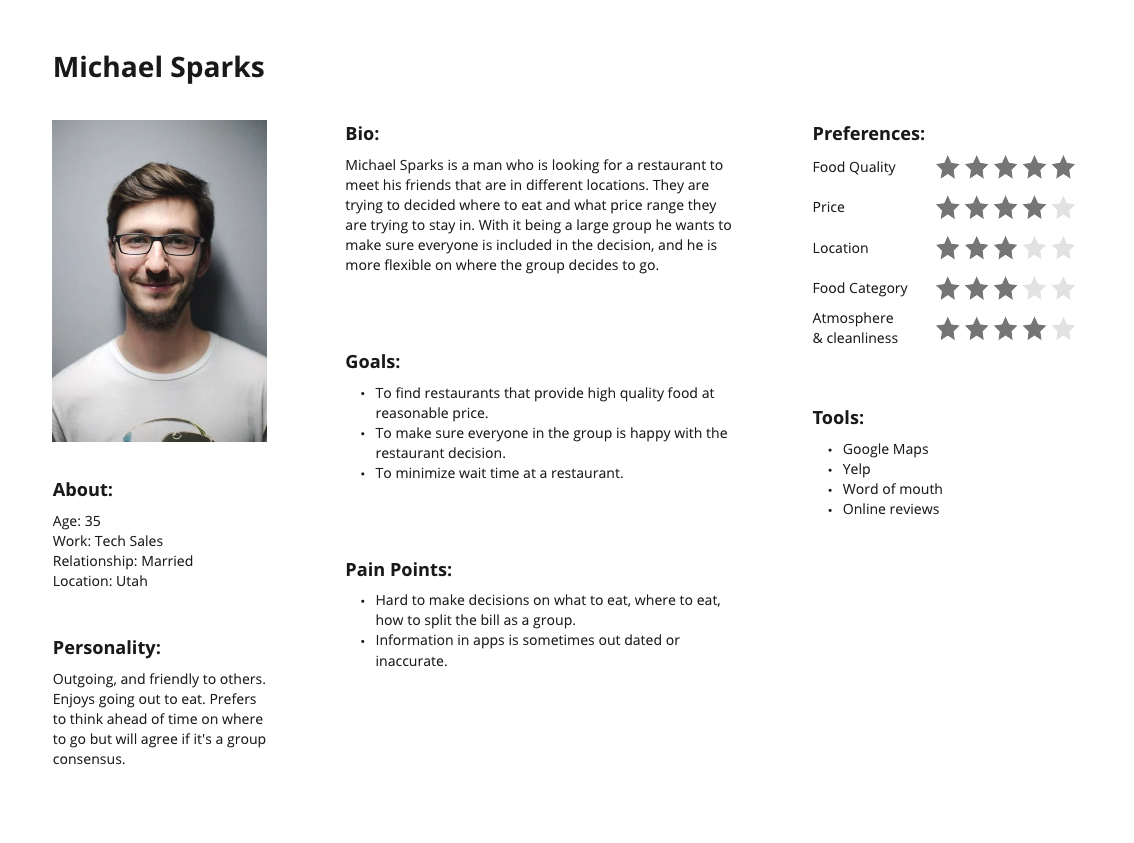 Michael Sparks
About:
Age: 35
Work: Tech Sales
Relationship: Married
Location: Utah
Personality:
Outgoing, and friendly to others.
Enjoys going out to eat. Prefers
to think ahead of time on where
to go but will agree if it's a group
consensus.
Bio:
Michael Sparks is a man who is looking for a restaurant to
meet his friends that are in different locations. They are
trying to decided where to eat and what price range they
are trying to stay in. With it being a large group he wants to
make sure everyone is included in the decision, and he is
more flexible on where the group decides to go.
Goals:
• To find restaurants that provide high quality food at
reasonable price.
• To make sure everyone in the group is happy with the
restaurant decision.
• To minimize wait time at a restaurant.
Pain Points:
• Hard to make decisions on what to eat, where to eat,
how to split the bill as a group.
• Information in apps is sometimes out dated or
inaccurate.
Preferences:
Food Quality
Price
Location
Food Category
Atmosphere
& cleanliness
Tools:
• Google Maps
• Yelp
• Word of mouth
• Online reviews